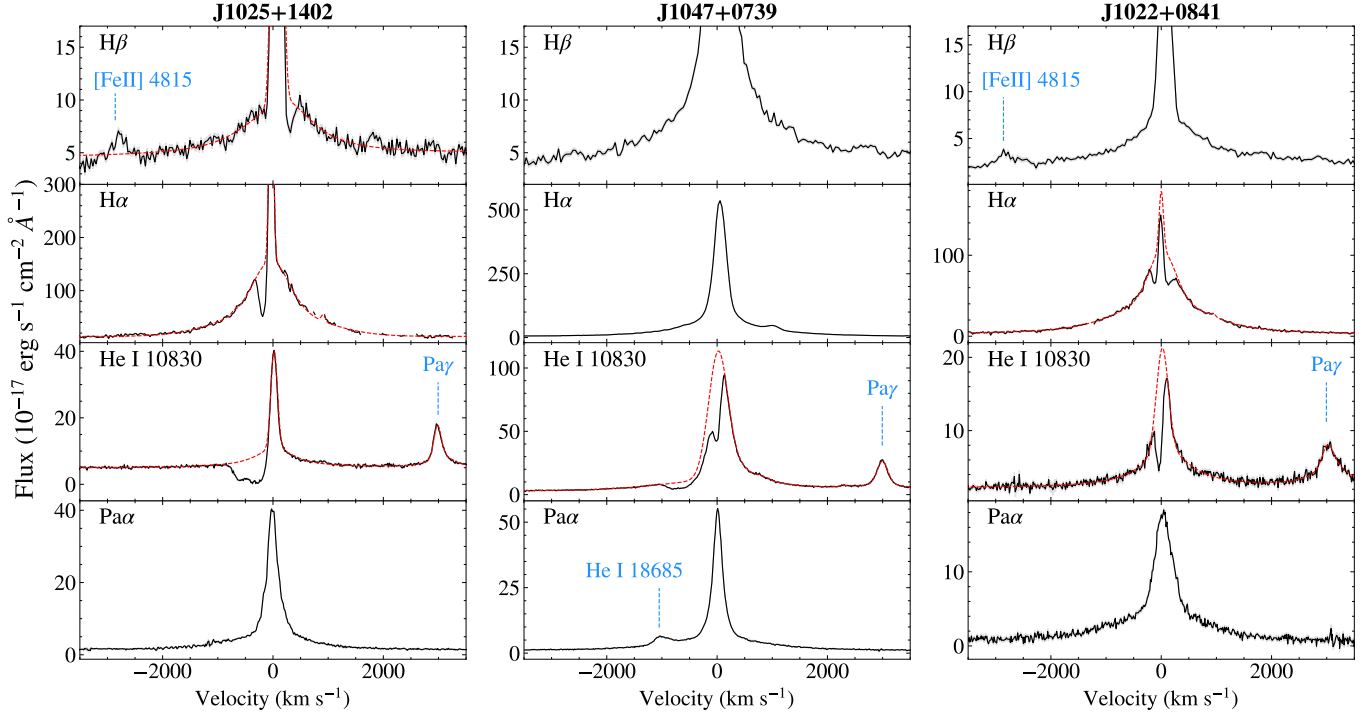 J1025+1402
J1047+0739
J1022+0841
Flux (10⁻¹⁷ erg s⁻¹ cm⁻² Å⁻¹)
Hβ
[FeII] 4815
15
10
5
Hβ
15
10
5
Hβ
[FeII] 4815
15
10
5
Hα
300
200
100
Hα
500
250
0
Hα
100
0
He I 10830
Paγ
40
20
0
He I 10830
Paγ
100
50
0
He I 10830
Paγ
20
10
0
Paα
40
20
0
Paα
He I 18685
50
25
0
Paα
20
10
0
−2000 0 2000
−2000 0 2000
−2000 0 2000
Velocity (km s⁻¹)
Velocity (km s⁻¹)
Velocity (km s⁻¹)